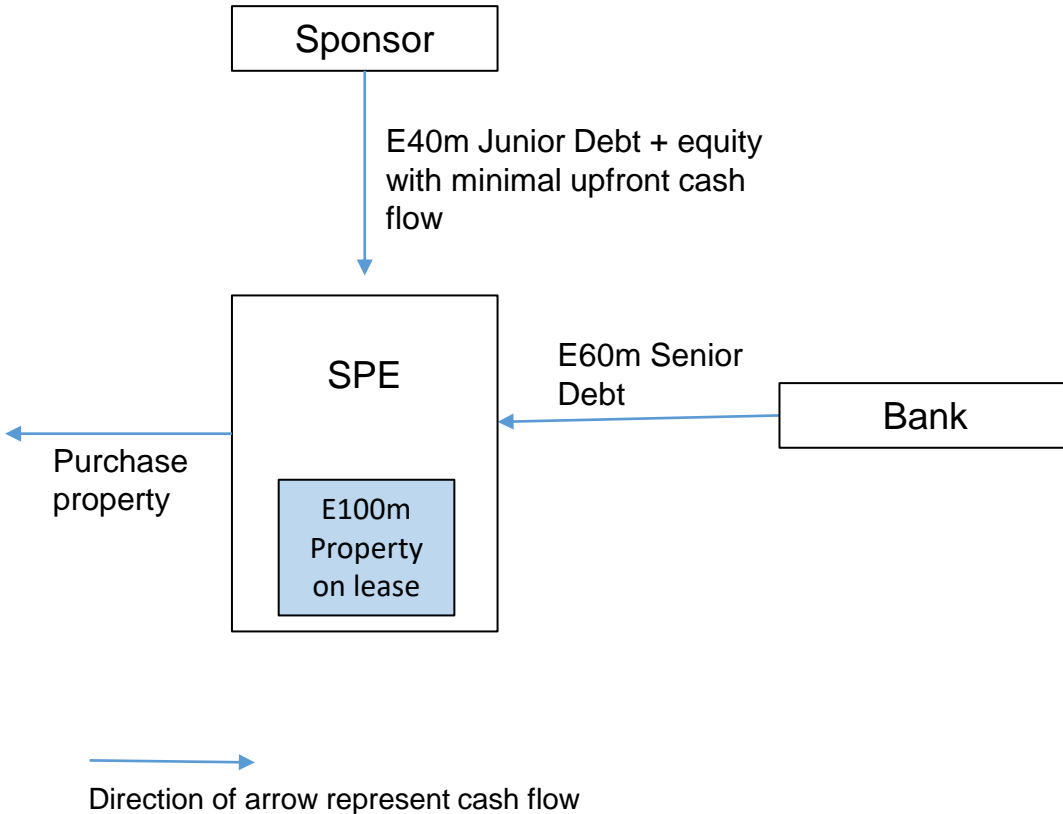 Sponsor
E40m Junior Debt + equity
with minimal upfront cash
flow
SPE
E60m Senior
Debt
Bank
Purchase
property
E100m
Property
on lease
Direction of arrow represent cash flow